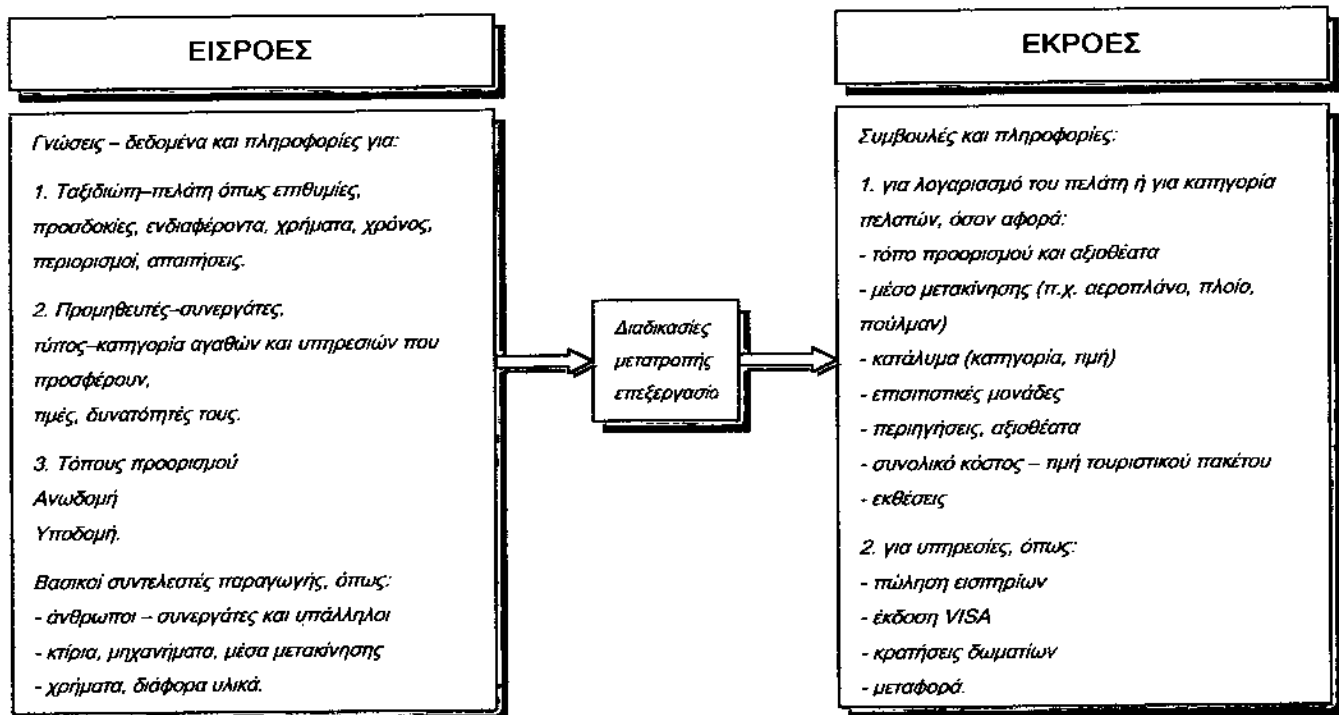 ΕΙΣΡΟΕΣ
Γνώσεις – δεδομένα και πληροφορίες για:
1. Ταξιδιώτη–πελάτη όπως επιθυμίες,
προσδοκίες, ενδιαφέροντα, χρήματα, χρόνος,
περιορισμοί, απαιτήσεις.
2. Προμηθευτές–συνεργάτες,
τύπος–κατηγορία αγαθών και υπηρεσιών που
προσφέρουν,
τιμές, δυνατότητές τους.
3. Τόπους προορισμού
Ανωδομή
Υποδομή.
Βασικοί συντελεστές παραγωγής, όπως:
- άνθρωποι – συνεργάτες και υπάλληλοι
- κτίρια, μηχανήματα, μέσα μετακίνησης
- χρήματα, διάφορα υλικά.
Διαδικασίες
μετατροπής
επεξεργασία
ΕΚΡΟΕΣ
Συμβουλές και πληροφορίες:
1. για λογαρισσμό του πελάτη ή για κατηγορία
πελατών, όσον αφορά:
- τόπο προορισμού και αξιοθέατα
- μέσο μετακίνησης (π.χ. αεροπλάνο, πλοίο,
πούλμαν)
- κατάλυμα (κατηγορία, τιμή)
- επισιτιστικές μονάδες
- περιηγήσεις, αξιοθέατα
- συνολικό κόστος – τιμή τουριστικού πακέτου
- εκθέσεις
2. για υπηρεσίες, όπως:
- πώληση εισιτηρίων
- έκδοση VISA
- κρατήσεις δωματίων
- μεταφορά.